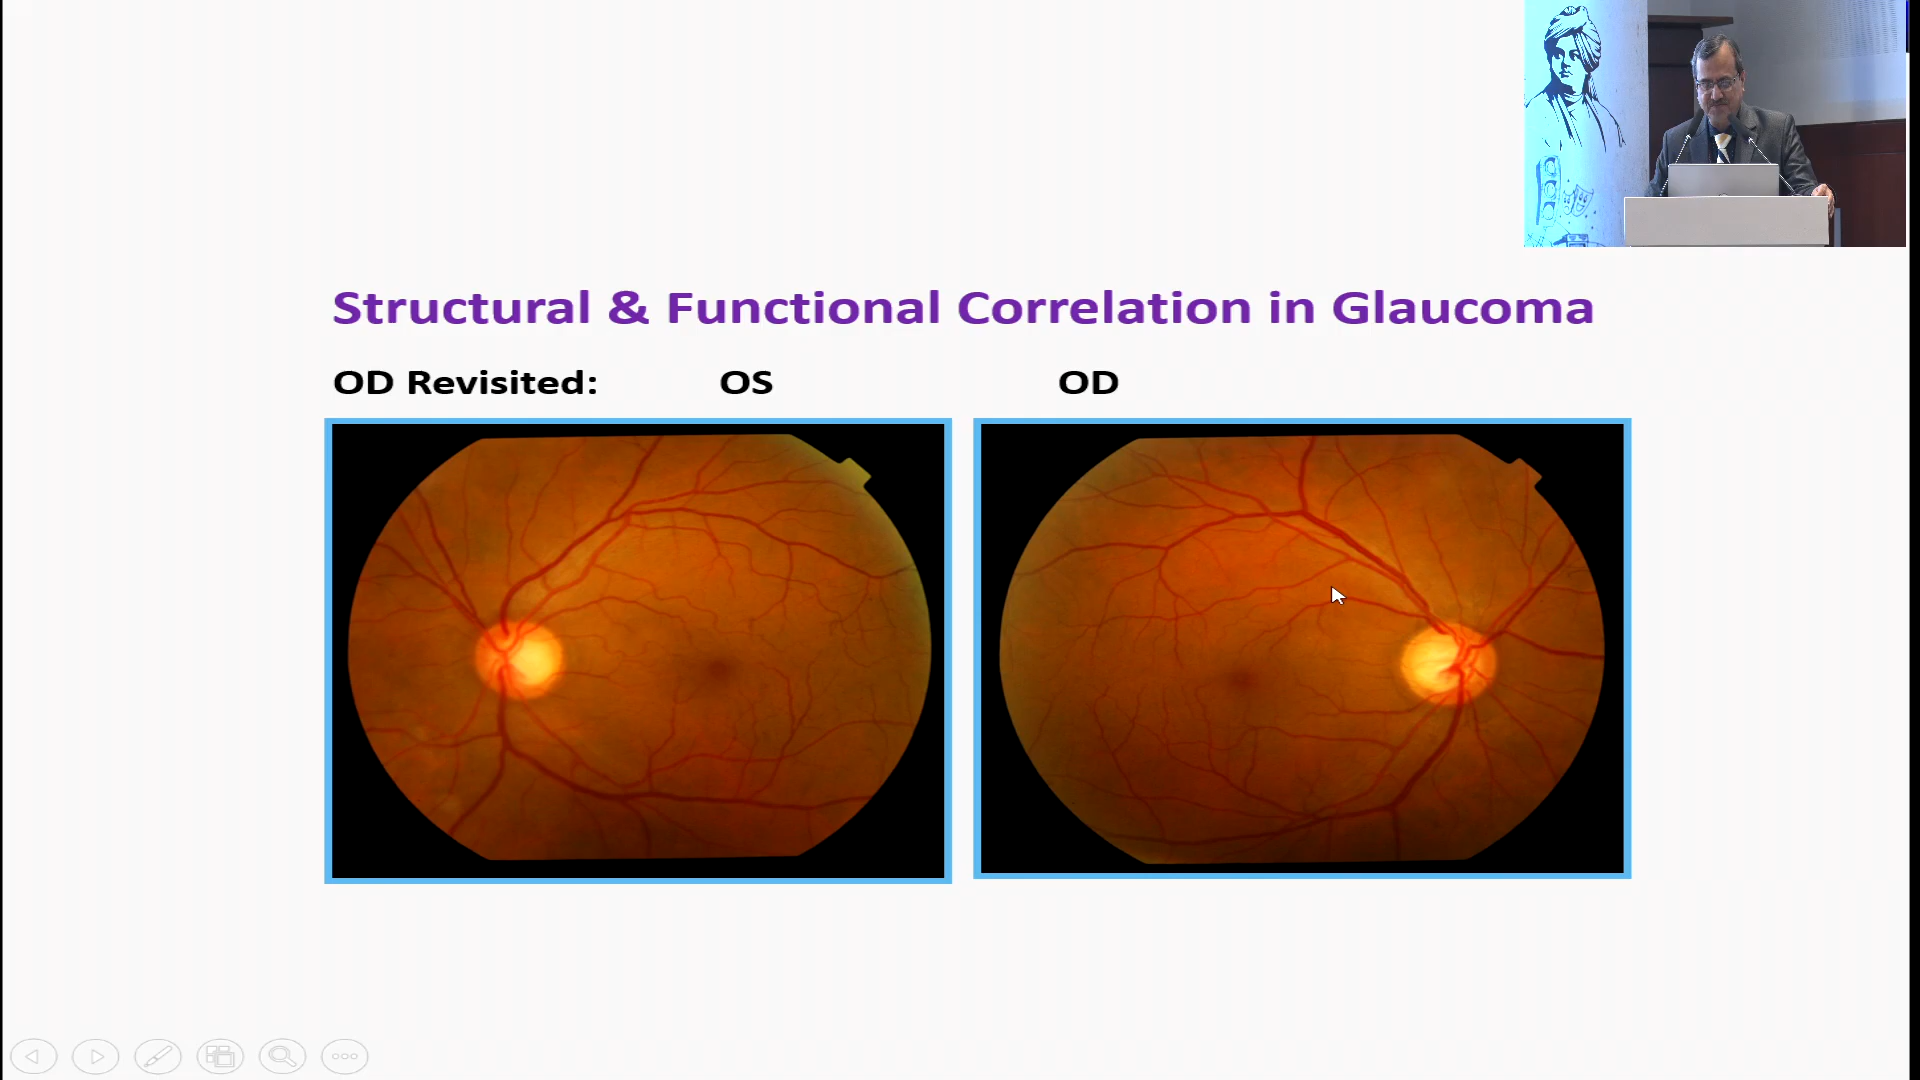 Structural & Functional Correlation in Glaucoma
OD Revisited: OS OD